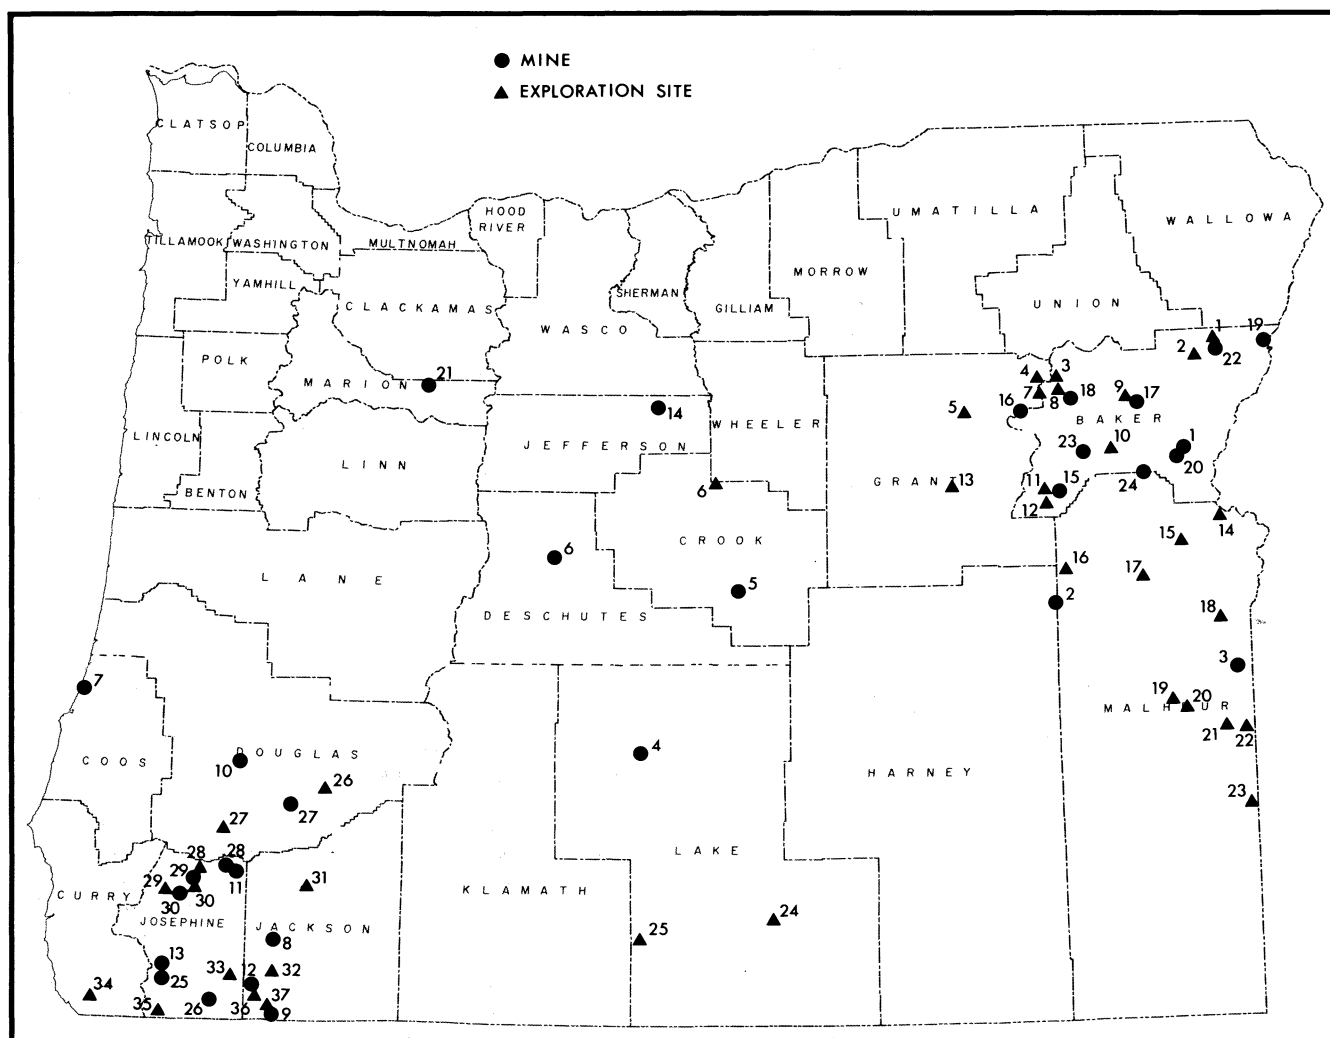 MINE
EXPLORATION SITE
CLATSOP
COLUMBIA
HOOD
RIVER
TILLAMOOK
WASHINGTON
MULTNOMAH
YAMHILL
CLACKAMAS
SHERMAN
GILLIAM
MORROW
UMATILLA
WALLOWA
UNION
WASCO
POLK
MARION
21
14
WHEELER
JEFFERSON
LINCOLN
LINN
BENTON
1
19
2
22
4
3
7
8
18
9
17
16
5
BAKER
23
10
1
20
24
GRANT
13
11
15
12
6
CROOK
6
5
DESCHUTES
LANE
14
15
16
17
2
18
3
19
20
MALHEUR
21
22
23
7
COOS
DOUGLAS
10
26
27
27
4
HARNEY
LAKE
KLAMATH
24
25
28
28
29
11
29
30
30
31
CURRY
JOSEPHINE
JACKSON
8
13
25
33
12
32
34
35
26
36
37
9